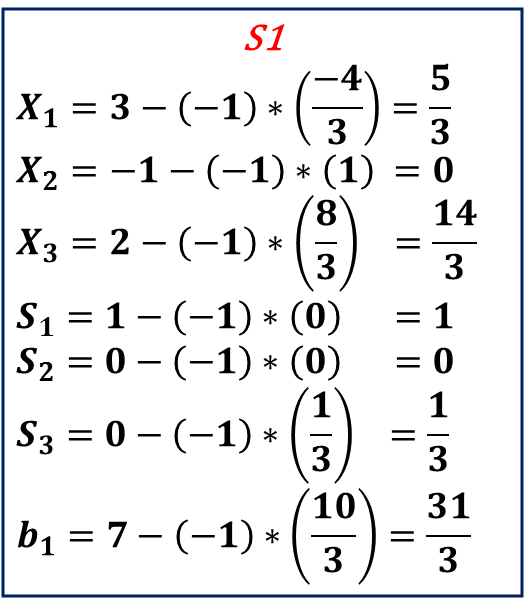 S1
X₁ = 3 − (−1) ∗ (−4/3) = 5/3
X₂ = −1 − (−1) ∗ (1) = 0
X₃ = 2 − (−1) ∗ (8/3) = 14/3
S₁ = 1 − (−1) ∗ (0) = 1
S₂ = 0 − (−1) ∗ (0) = 0
S₃ = 0 − (−1) ∗ (1/3) = 1/3
b₁ = 7 − (−1) ∗ (10/3) = 31/3